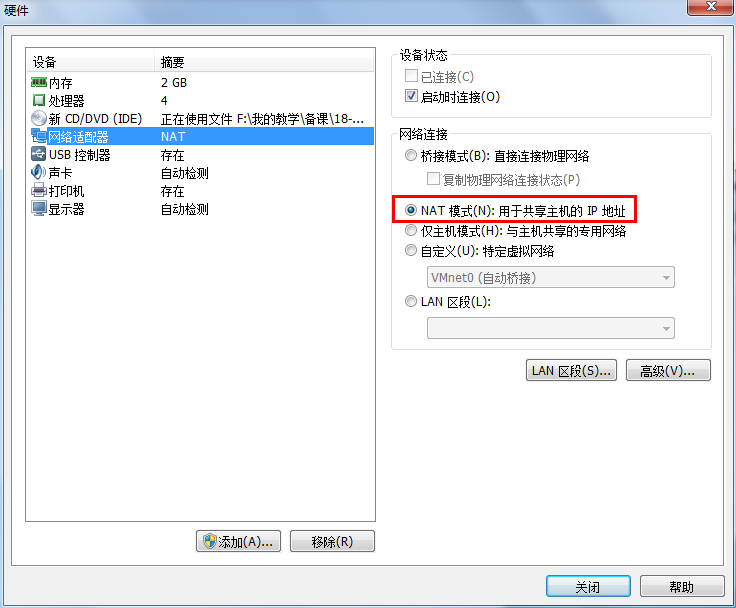 硬件
设备 摘要
内存 2 GB
处理器 4
新 CD/DVD (IDE) 正在使用文件 F:\我的教学\备课\18-...
网络适配器 NAT
USB 控制器 存在
声卡 自动检测
打印机 存在
显示器 自动检测
添加(A)... 移除(R)
设备状态
已连接(C)
启动时连接(O)
网络连接
桥接模式(B): 直接连接物理网络
复制物理网络连接状态(P)
NAT 模式(N): 用于共享主机的 IP 地址
仅主机模式(H): 与主机共享的专用网络
自定义(U): 特定虚拟网络
VMnet0 (自动桥接)
LAN 区段(L):
LAN 区段(S)... 高级(V)...
关闭 帮助